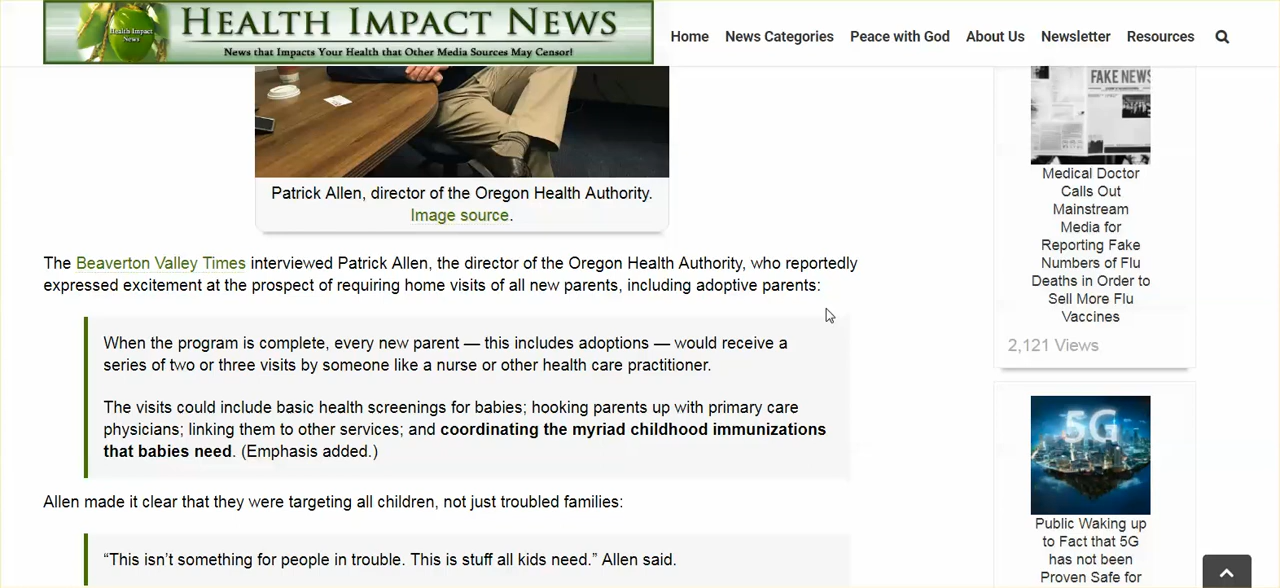 Health Impact News
HEALTH IMPACT NEWS
News that Impacts Your Health that Other Media Sources May Censor!
Home News Categories Peace with God About Us Newsletter Resources
Patrick Allen, director of the Oregon Health Authority.
Image source.
The Beaverton Valley Times interviewed Patrick Allen, the director of the Oregon Health Authority, who reportedly
expressed excitement at the prospect of requiring home visits of all new parents, including adoptive parents:
When the program is complete, every new parent — this includes adoptions — would receive a
series of two or three visits by someone like a nurse or other health care practitioner.
The visits could include basic health screenings for babies; hooking parents up with primary care
physicians; linking them to other services; and coordinating the myriad childhood immunizations
that babies need. (Emphasis added.)
Allen made it clear that they were targeting all children, not just troubled families:
“This isn’t something for people in trouble. This is stuff all kids need.” Allen said.
FAKE NEWS
Medical Doctor
Calls Out
Mainstream
Media for
Reporting Fake
Numbers of Flu
Deaths in Order to
Sell More Flu
Vaccines
2,121 Views
5G
Public Waking up
to Fact that 5G
has not been
Proven Safe for